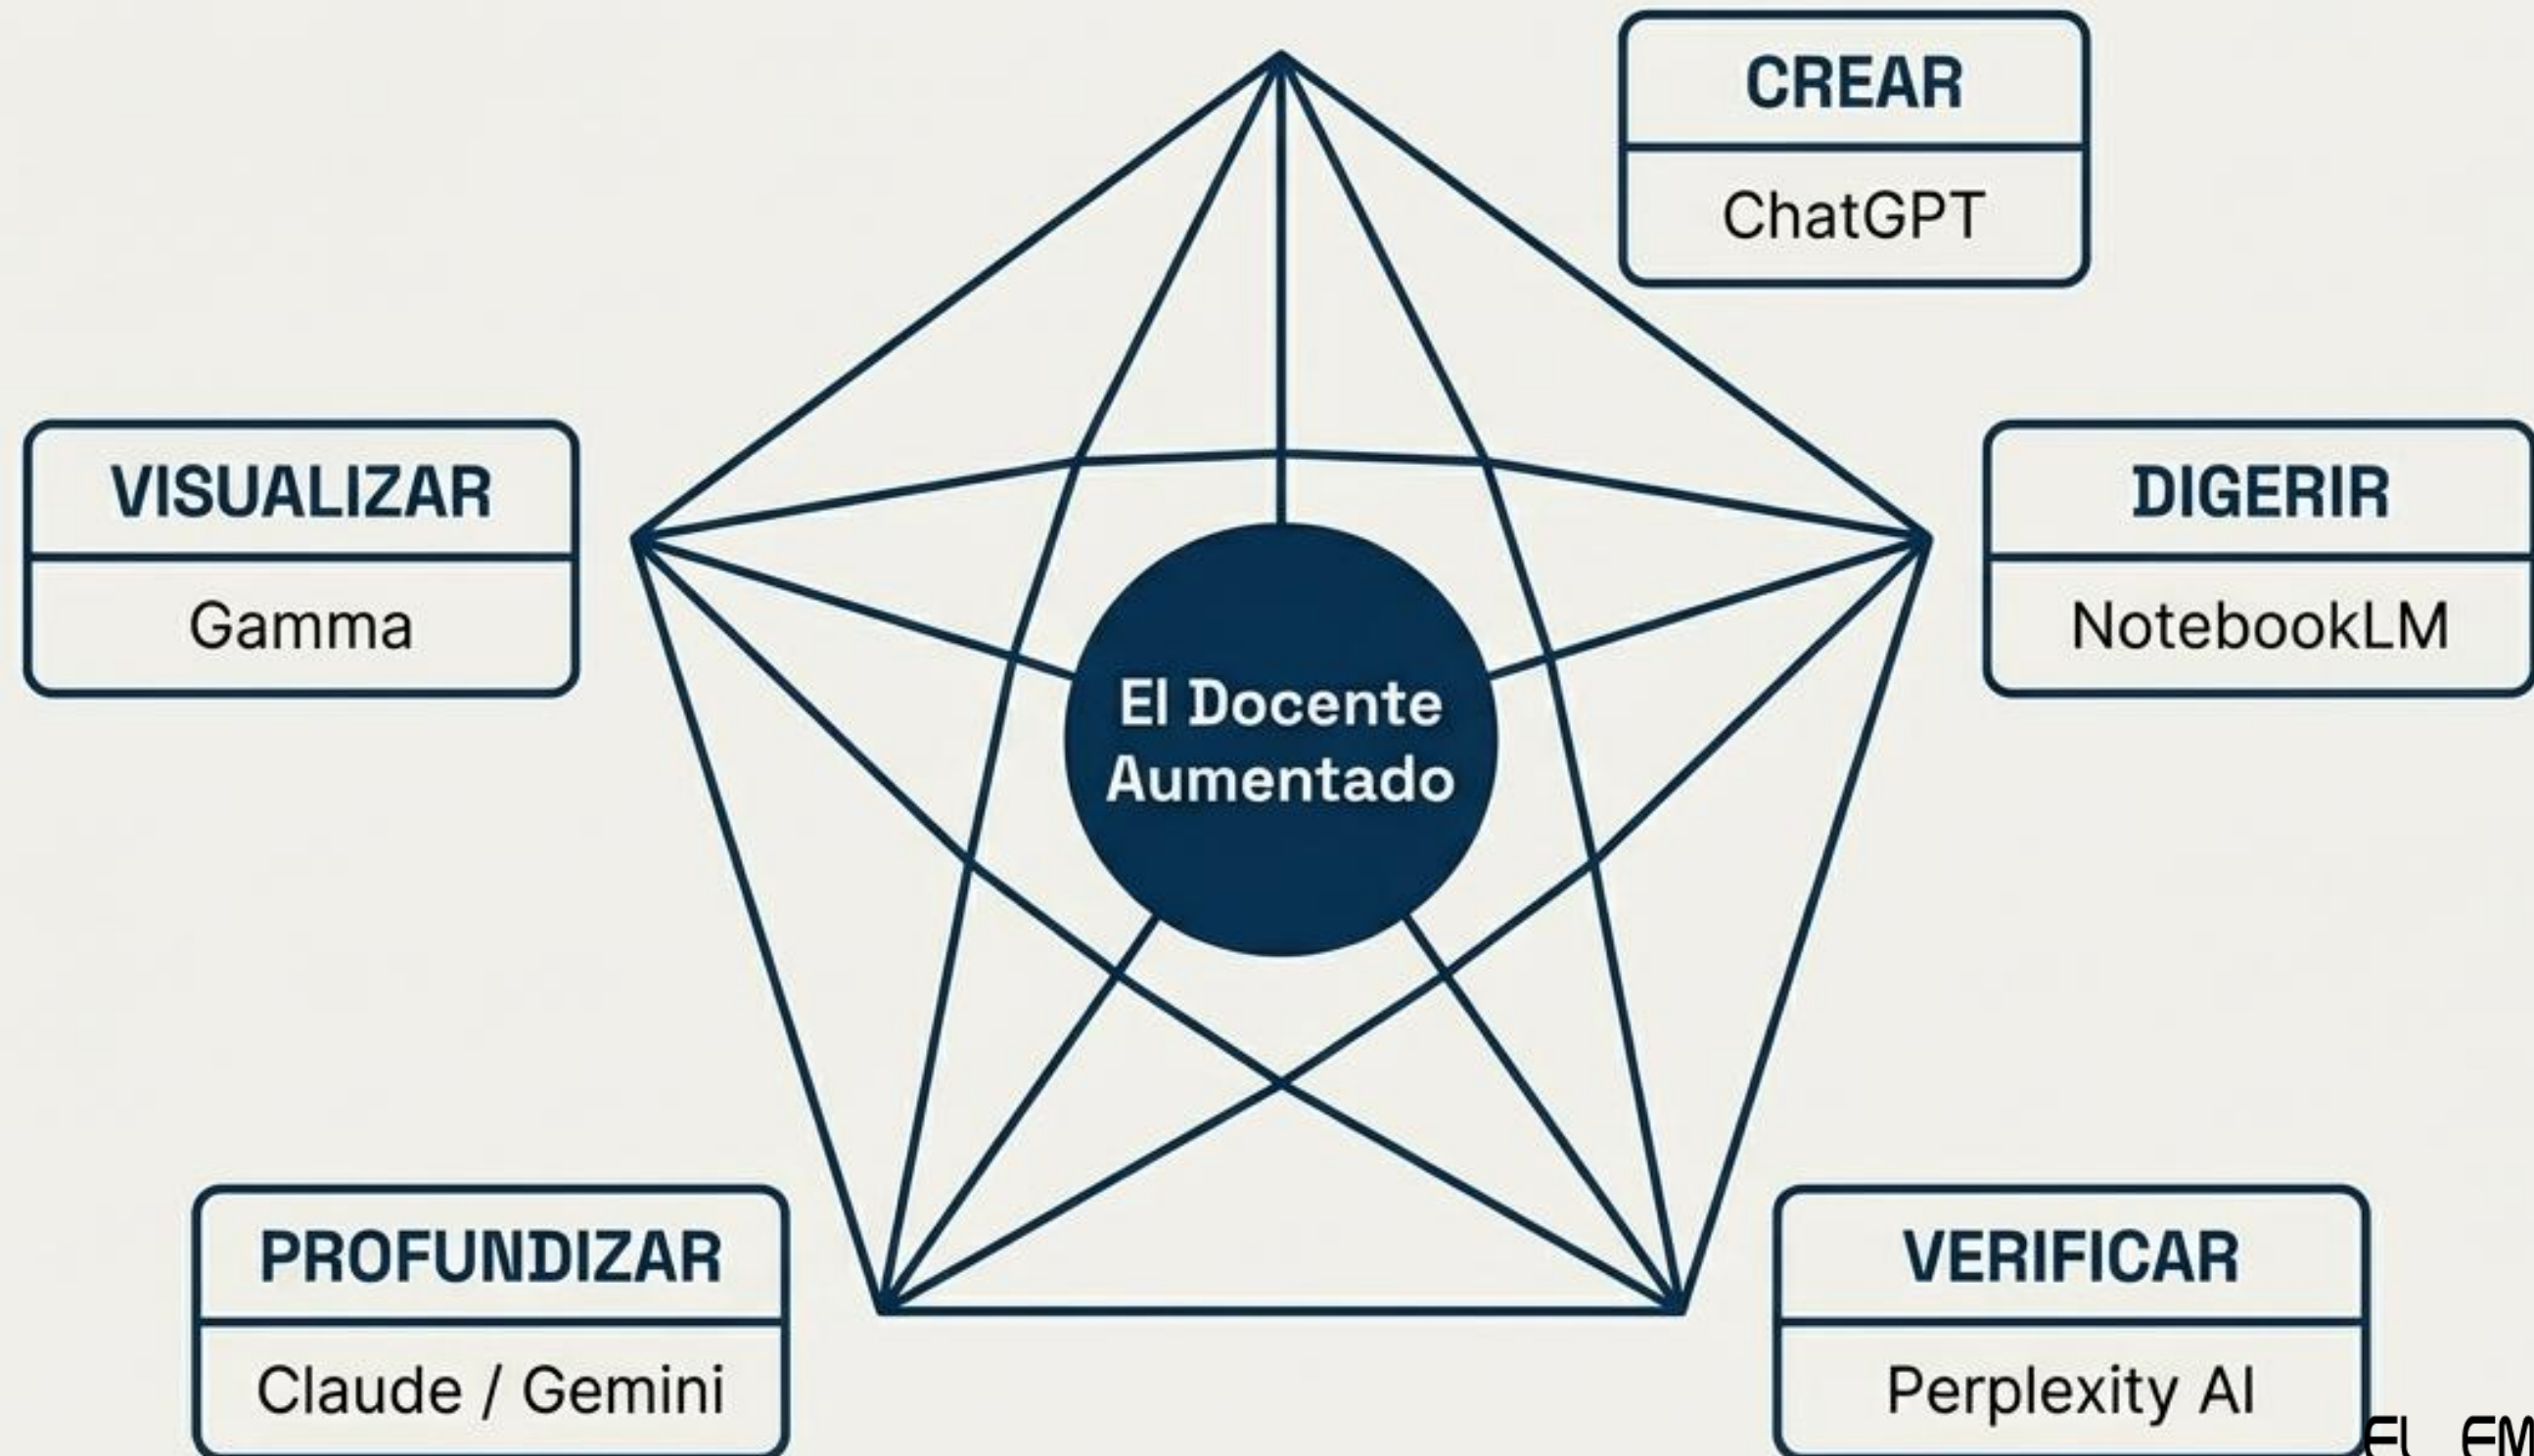 CREAR
ChatGPT
VISUALIZAR
Gamma
DIGERIR
NotebookLM
El Docente
Aumentado
PROFUNDIZAR
Claude / Gemini
VERIFICAR
Perplexity AI